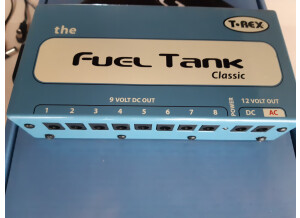 T-REX
the
FUEL TANK
Classic
9 VOLT DC OUT
12 VOLT OUT
1 2 3 4 5 6 7 8 POWER DC AC